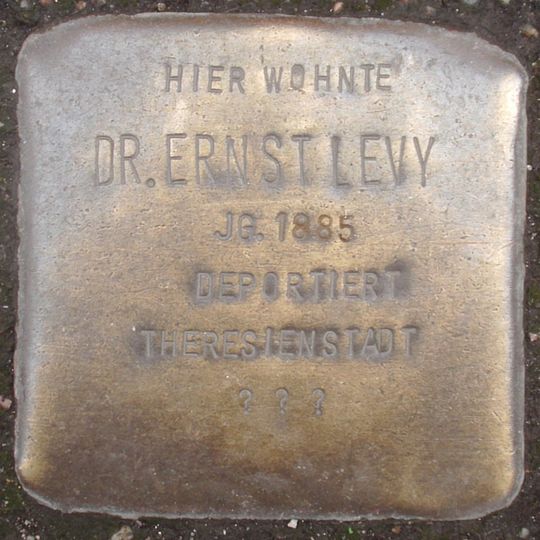 HIER WOHNTE
DR. ERNST LEVY
JG. 1885
DEPORTIERT
THERESIENSTADT
? ? ?